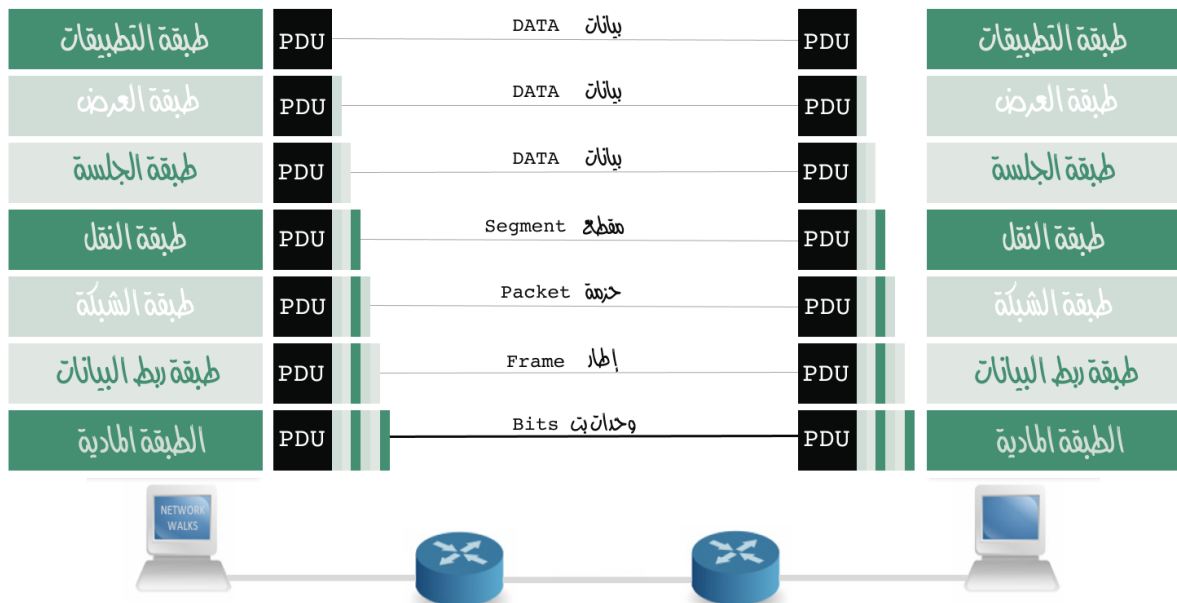 طبقة التطبيقات PDU DATA بيانات PDU طبقة التطبيقات
طبقة العرض PDU DATA بيانات PDU طبقة العرض
طبقة الجلسة PDU DATA بيانات PDU طبقة الجلسة
طبقة النقل PDU Segment مقطع PDU طبقة النقل
طبقة الشبكة PDU Packet حزمة PDU طبقة الشبكة
طبقة ربط البيانات PDU Frame إطار PDU طبقة ربط البيانات
الطبقة المادية PDU Bits وحدات بت PDU الطبقة المادية
NETWORK
WALKS